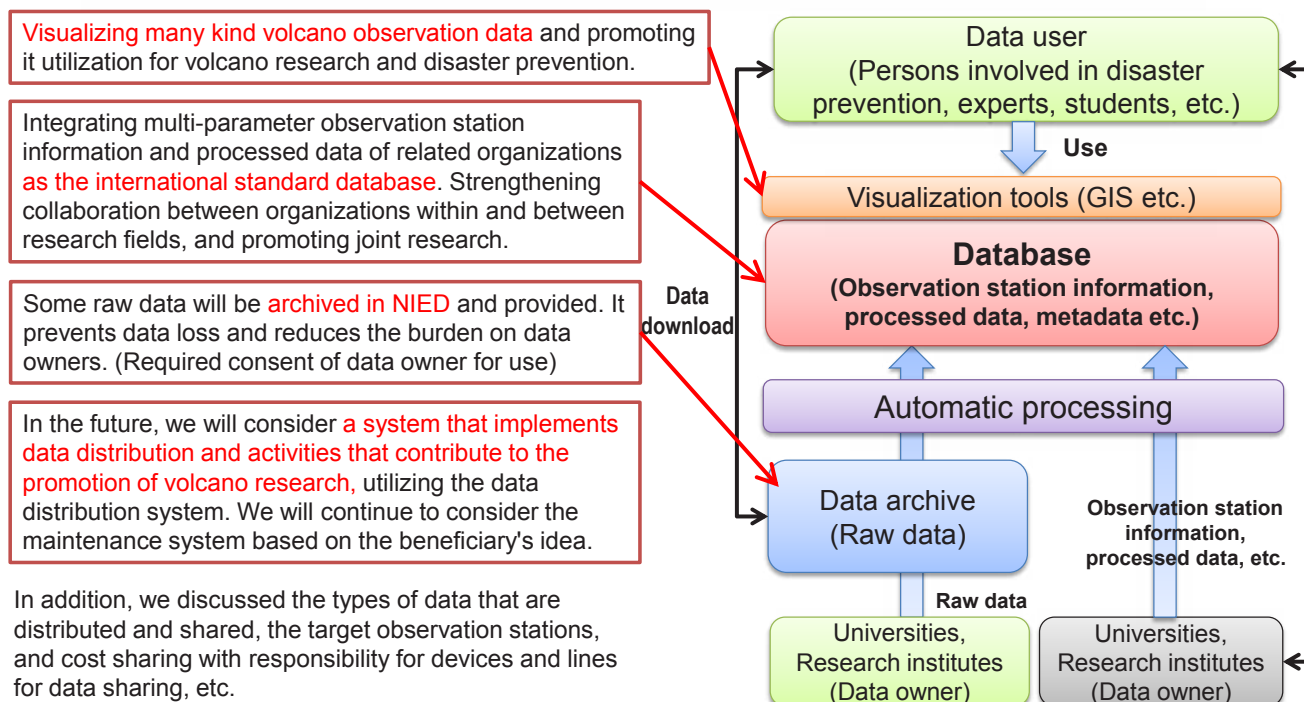 Visualizing many kind volcano observation data and promoting
it utilization for volcano research and disaster prevention.
Integrating multi-parameter observation station
information and processed data of related organizations
as the international standard database. Strengthening
collaboration between organizations within and between
research fields, and promoting joint research.
Some raw data will be archived in NIED and provided. It
prevents data loss and reduces the burden on data
owners. (Required consent of data owner for use)
In the future, we will consider a system that implements
data distribution and activities that contribute to the
promotion of volcano research, utilizing the data
distribution system. We will continue to consider the
maintenance system based on the beneficiary's idea.
In addition, we discussed the types of data that are
distributed and shared, the target observation stations,
and cost sharing with responsibility for devices and lines
for data sharing, etc.
Data
download
Data user
(Persons involved in disaster
prevention, experts, students, etc.)
Use
Visualization tools (GIS etc.)
Database
(Observation station information,
processed data, metadata etc.)
Automatic processing
Data archive
(Raw data)
Observation station
information,
processed data, etc.
Raw data
Universities,
Research institutes
(Data owner)
Universities,
Research institutes
(Data owner)